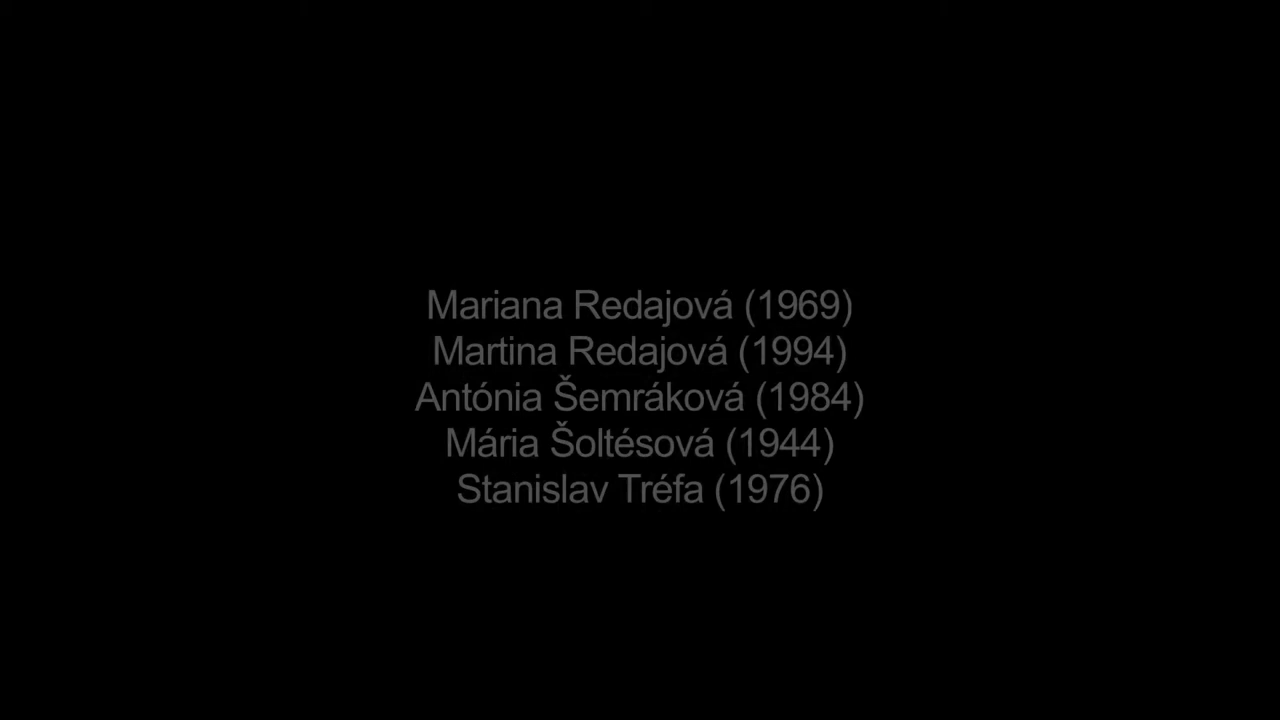 Mariana Redajová (1969)
Martina Redajová (1994)
Antónia Šemráková (1984)
Mária Šoltésová (1944)
Stanislav Tréfa (1976)